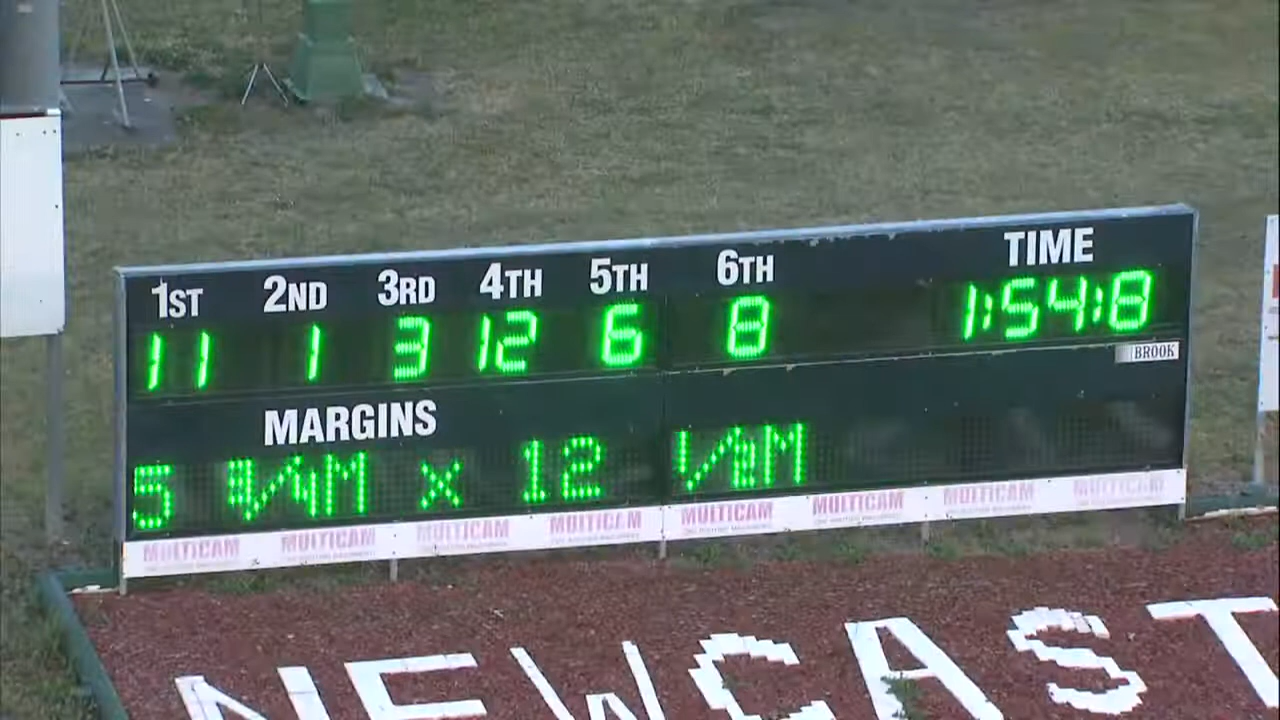 1ST 2ND 3RD 4TH 5TH 6TH TIME
11 1 3 12 6 8 1:54:8
BROOK
MARGINS
5 3/4M x 12 1/2M
MULTICAM MULTICAM MULTICAM MULTICAM MULTICAM MULTICAM MULTICAM MULTICAM
NEWCAST